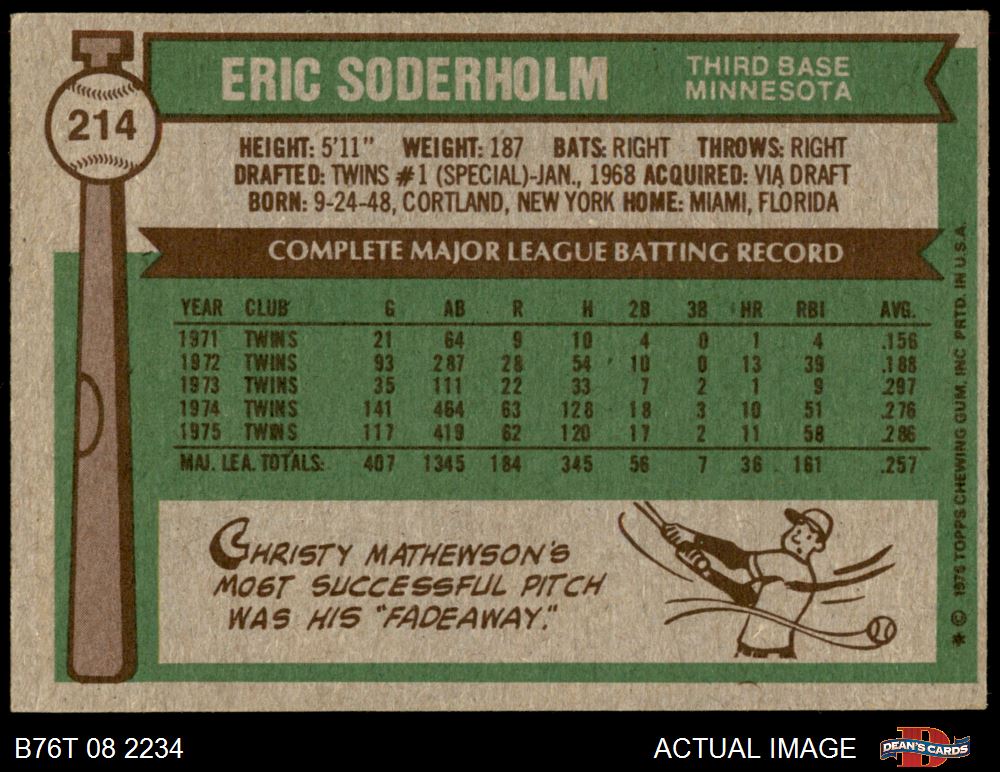 214
ERIC SODERHOLM
THIRD BASE
MINNESOTA
HEIGHT: 5'11" WEIGHT: 187 BATS: RIGHT THROWS: RIGHT
DRAFTED: TWINS #1 (SPECIAL)-JAN., 1968 ACQUIRED: VIA DRAFT
BORN: 9-24-48, CORTLAND, NEW YORK HOME: MIAMI, FLORIDA
COMPLETE MAJOR LEAGUE BATTING RECORD
YEAR CLUB G AB R H 2B 3B HR RBI AVG.
1971 TWINS 21 64 9 10 4 0 1 4 .156
1972 TWINS 93 287 28 54 10 0 13 39 .188
1973 TWINS 35 111 22 33 7 2 1 9 .297
1974 TWINS 141 464 63 128 18 3 10 51 .276
1975 TWINS 117 419 62 120 17 2 11 58 .286
MAJ. LEA. TOTALS: 407 1345 184 345 56 7 36 161 .257
CHRISTY MATHEWSON'S
MOST SUCCESSFUL PITCH
WAS HIS "FADEAWAY."
* © 1976 TOPPS CHEWING GUM, INC PRTD. IN U.S.A.
B76T 08 2234
ACTUAL IMAGE
DEAN'S CARDS